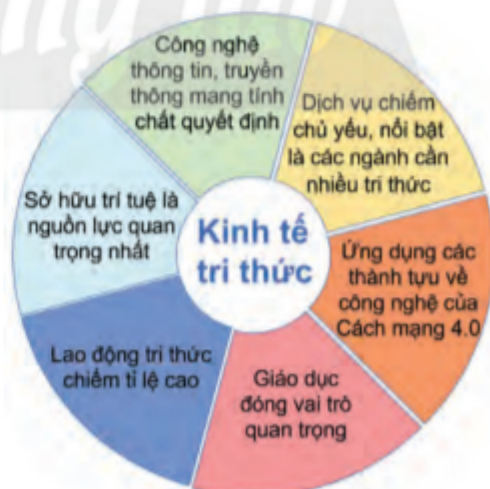 Công nghệ
thông tin, truyền
thông mang tính
chất quyết định
Dịch vụ chiếm
chủ yếu, nổi bật
là các ngành cần
nhiều tri thức
Ứng dụng các
thành tựu về
công nghệ của
Cách mạng 4.0
Giáo dục
đóng vai trò
quan trọng
Lao động tri thức
chiếm tỉ lệ cao
Sở hữu trí tuệ là
nguồn lực quan
trọng nhất
Kinh tế
tri thức